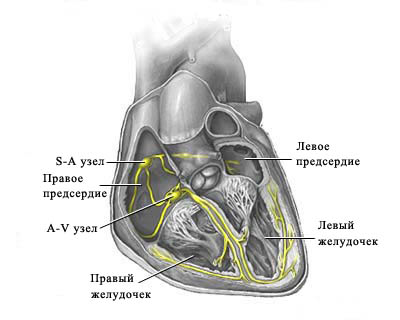 S-A узел
Правое
предсердие
A-V узел
Правый
желудочек
Левое
предсердие
Левый
желудочек